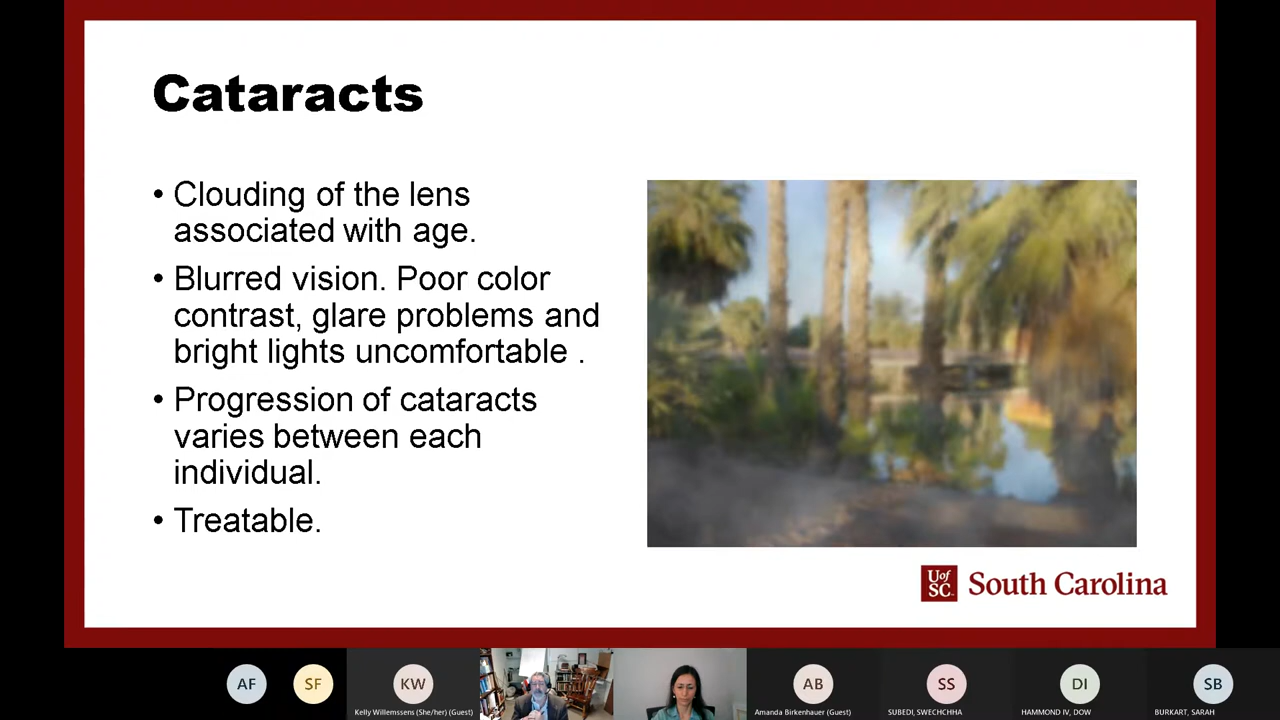 Cataracts
• Clouding of the lens
associated with age.
• Blurred vision. Poor color
contrast, glare problems and
bright lights uncomfortable .
• Progression of cataracts
varies between each
individual.
• Treatable.
U of
SC South Carolina
AF
SF
KW
AB
SS
DI
SB
Kelly Willemssens (She/her) (Guest)
Amanda Birkenhauer (Guest)
SUBEDI, SWECHCHHA
HAMMOND IV, DOW
BURKART, SARAH